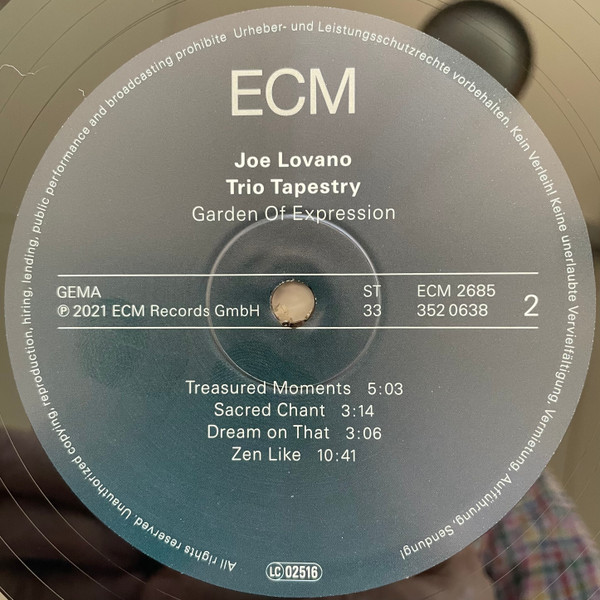 ECM
Joe Lovano
Trio Tapestry
Garden Of Expression
GEMA
℗ 2021 ECM Records GmbH
ST
33
ECM 2685
352 0638
2
Treasured Moments 5:03
Sacred Chant 3:14
Dream on That 3:06
Zen Like 10:41
LC 02516
All rights reserved. Unauthorized copying, reproduction, hiring, lending, public performance and broadcasting prohibite Urheber- und Leistungsschutzrechte vorbehalten. Kein Verleih! Keine unerlaubte Vervielfältigung, Vermietung, Aufführung, Sendung!